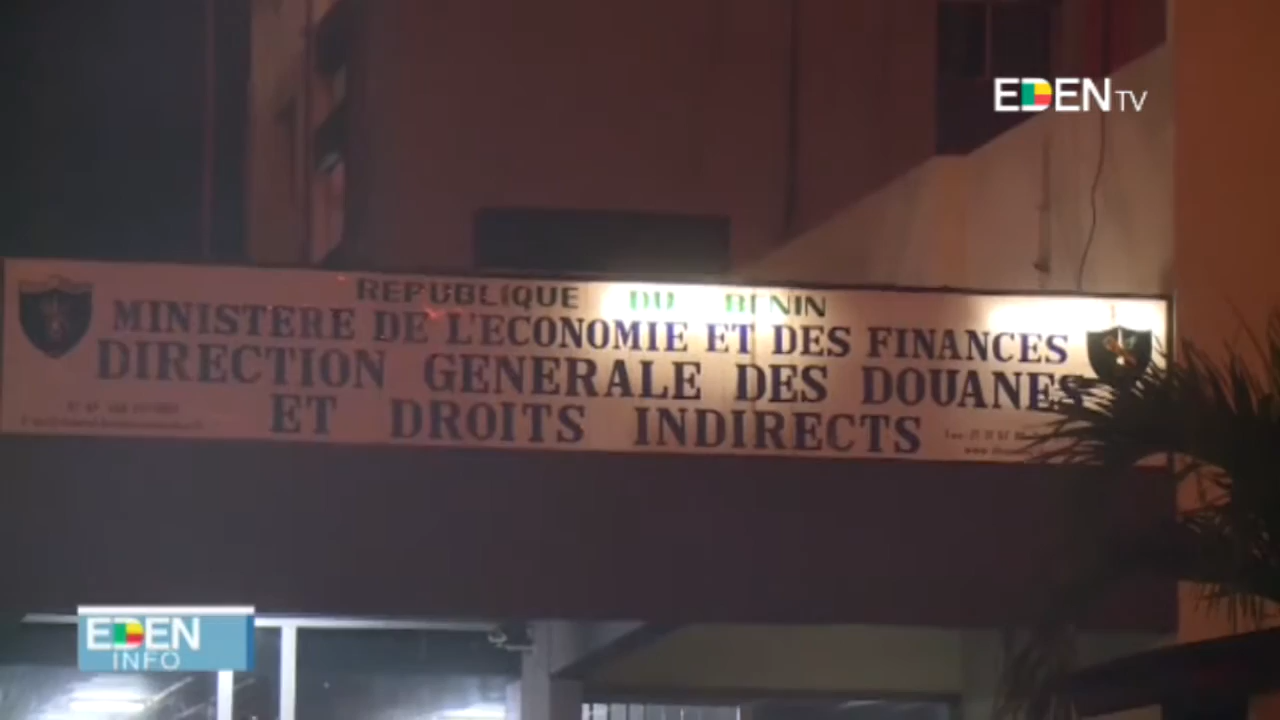 EDEN TV
REPUBLIQUE DU BENIN
MINISTERE DE L'ECONOMIE ET DES FINANCES
DIRECTION GENERALE DES DOUANES
ET DROITS INDIRECTS
EDEN
INFO